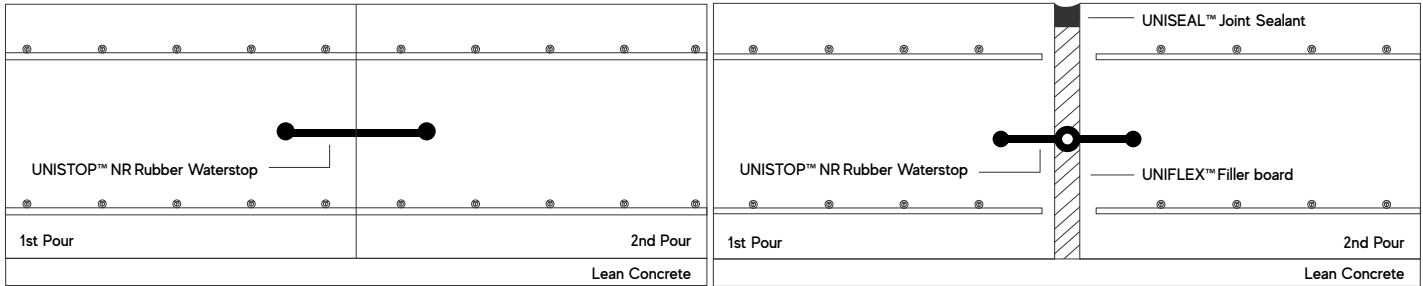 UNISTOP™ NR Rubber Waterstop
1st Pour
2nd Pour
Lean Concrete
UNISEAL™ Joint Sealant
UNISTOP™ NR Rubber Waterstop
UNIFLEX™ Filler board
1st Pour
2nd Pour
Lean Concrete